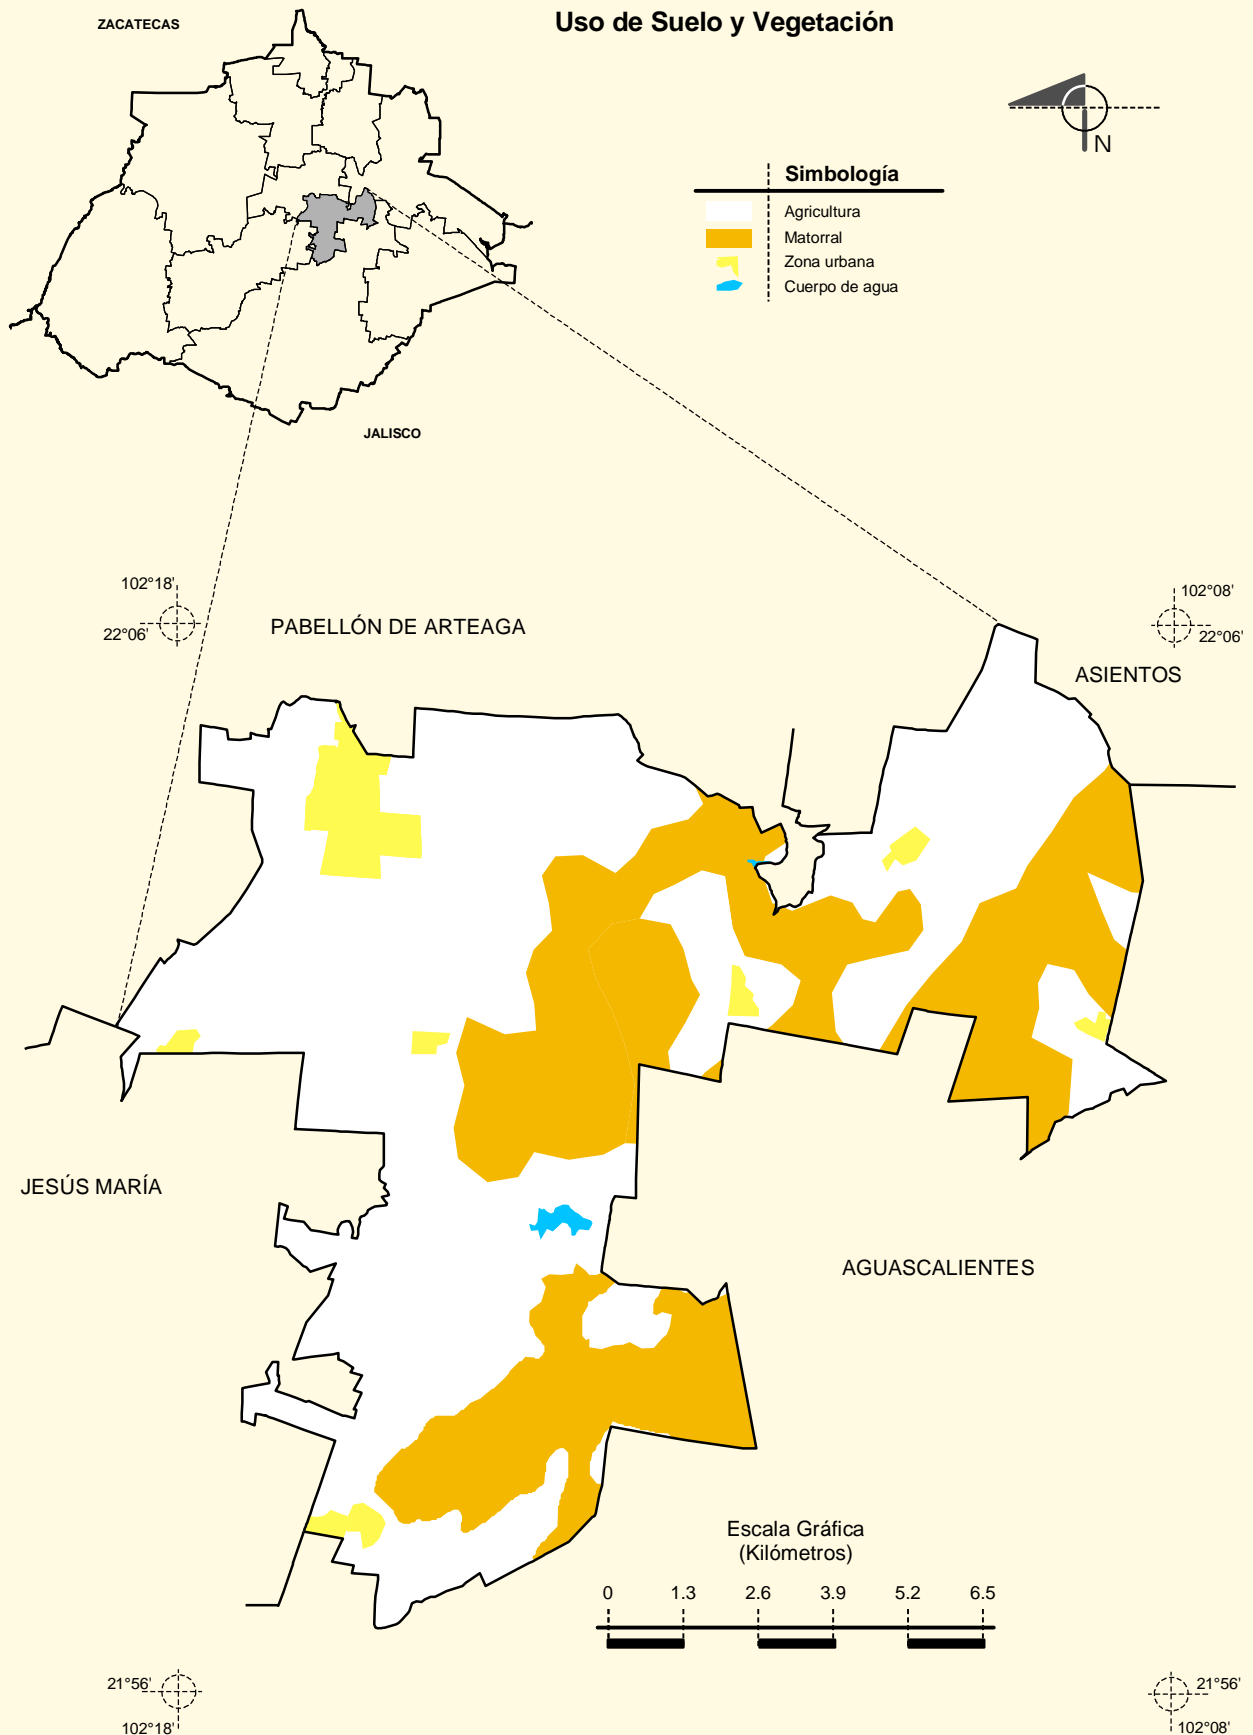 Uso de Suelo y Vegetación
ZACATECAS
N
Simbología
Agricultura
Matorral
Zona urbana
Cuerpo de agua
JALISCO
102°18'
22°06'
102°08'
22°06'
PABELLÓN DE ARTEAGA
ASIENTOS
JESÚS MARÍA
AGUASCALIENTES
Escala Gráfica
(Kilómetros)
0 1.3 2.6 3.9 5.2 6.5
21°56'
102°18'
21°56'
102°08'